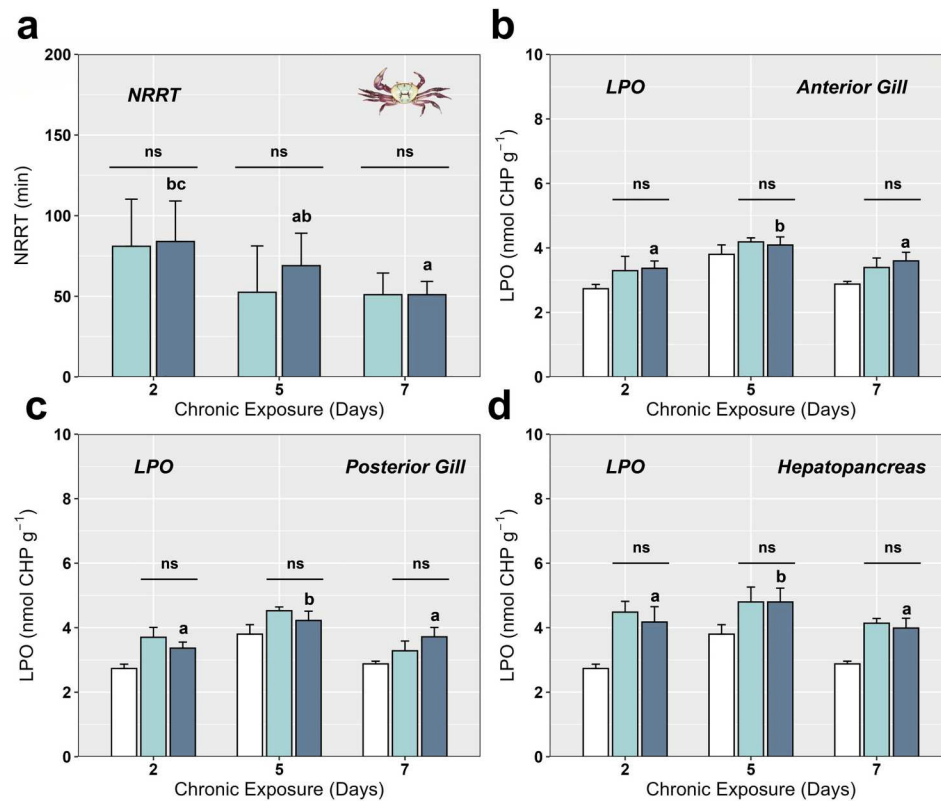 a
200
150
100
50
0
NRRT (min)
NRRT
ns
ns
ns
bc
ab
a
2
5
7
Chronic Exposure (Days)
b
10
8
6
4
2
0
LPO (nmol CHP g⁻¹)
LPO
Anterior Gill
ns
ns
ns
a
b
a
2
5
7
Chronic Exposure (Days)
c
10
8
6
4
2
0
LPO (nmol CHP g⁻¹)
LPO
Posterior Gill
ns
ns
ns
a
b
a
2
5
7
Chronic Exposure (Days)
d
10
8
6
4
2
0
LPO (nmol CHP g⁻¹)
LPO
Hepatopancreas
ns
ns
ns
a
b
a
2
5
7
Chronic Exposure (Days)